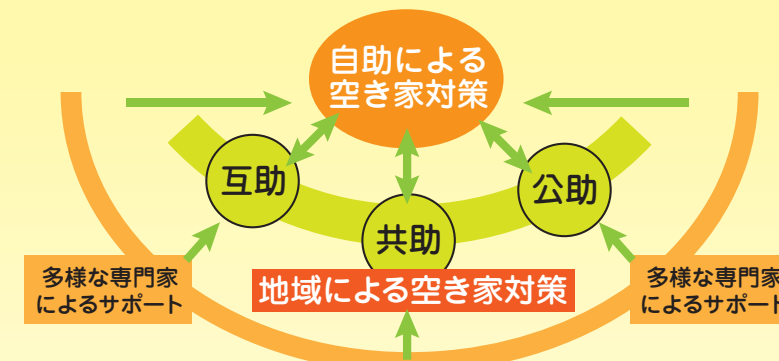 自助による
空き家対策
互助
公助
共助
地域による空き家対策
多様な専門家
によるサポート
多様な専門家
によるサポート